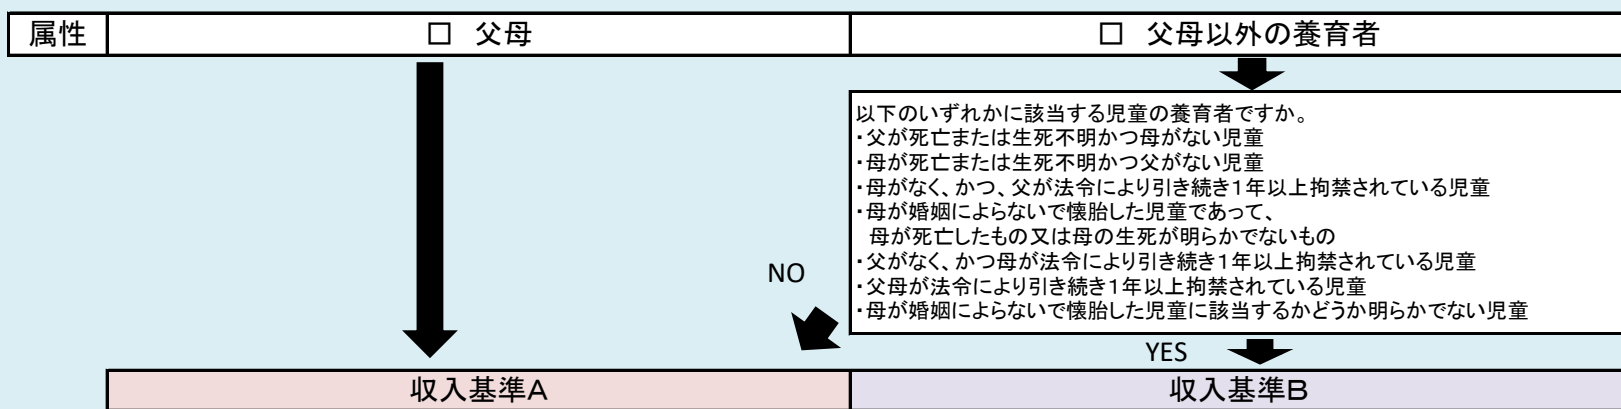 属性
□ 父母
□ 父母以外の養育者
以下のいずれかに該当する児童の養育者ですか。
・父が死亡または生死不明かつ母がない児童
・母が死亡または生死不明かつ父がない児童
・母がなく、かつ、父が法令により引き続き1年以上拘禁されている児童
・母が婚姻によらないで懐胎した児童であって、
母が死亡したもの又は母の生死が明らかでないもの
・父がなく、かつ母が法令により引き続き1年以上拘禁されている児童
・父母が法令により引き続き1年以上拘禁されている児童
・母が婚姻によらないで懐胎した児童に該当するかどうか明らかでない児童
NO
YES
収入基準A
収入基準B